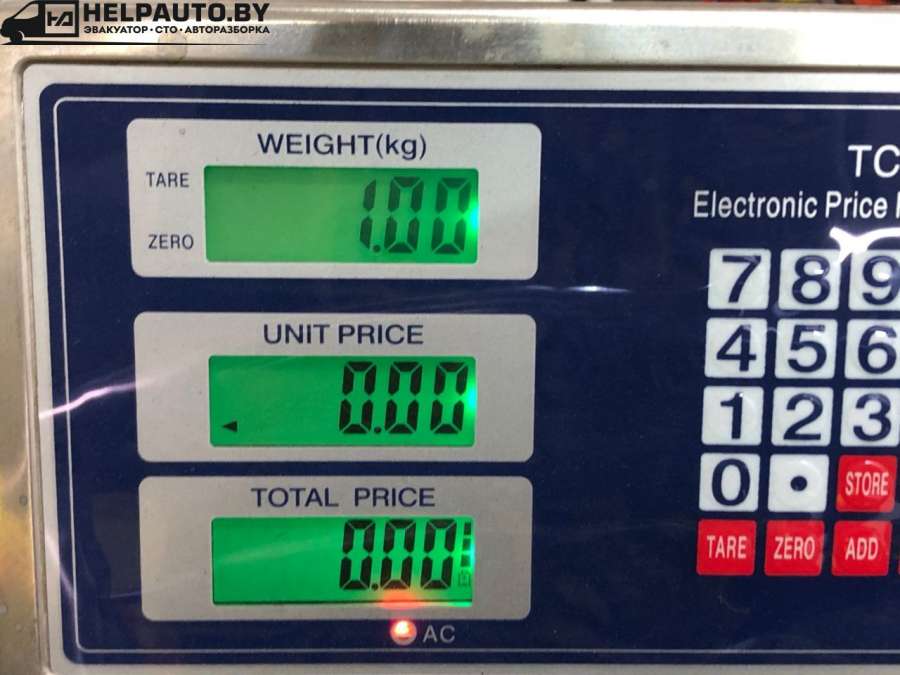 HELPAUTO.BY
ЭВАКУАТОР • СТО • АВТОРАЗБОРКА
WEIGHT(kg)
TARE
1.00
ZERO
TC
Electronic Price
UNIT PRICE
0.00
TOTAL PRICE
0.00
AC
7 8 9
4 5 6
1 2 3
0 • STORE
TARE ZERO ADD